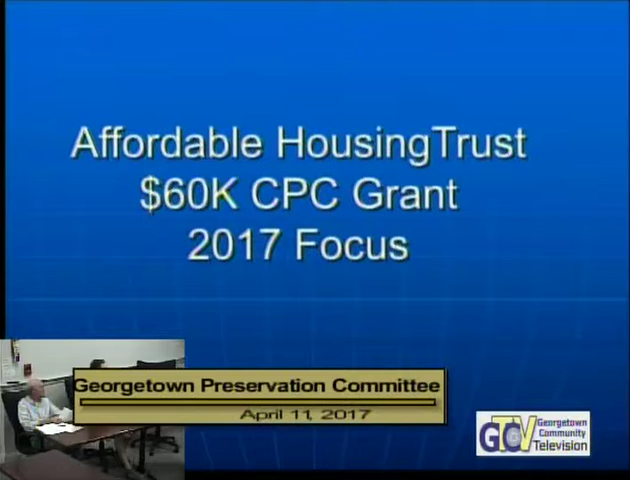 Affordable HousingTrust
$60K CPC Grant
2017 Focus
Georgetown Preservation Committee
April 11, 2017
GCTV Georgetown
Community
Television